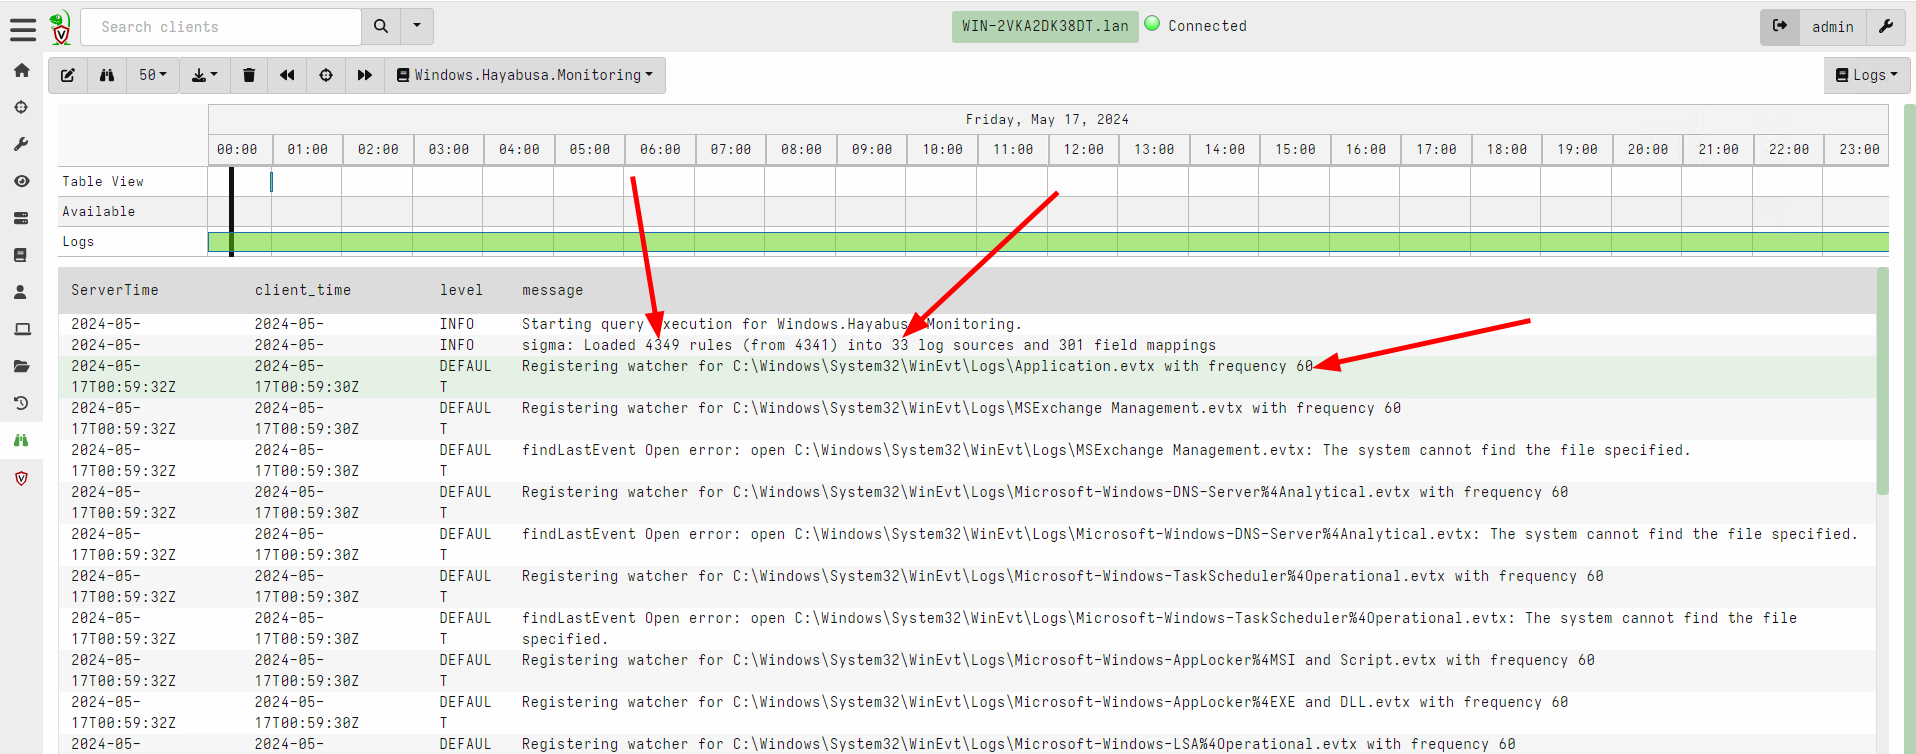 Search clients
WIN-2VKA2DK38DT.lan
Connected
admin
50
Windows.Hayabusa.Monitoring
Logs
Friday, May 17, 2024
00:00 01:00 02:00 03:00 04:00 05:00 06:00 07:00 08:00 09:00 10:00 11:00 12:00 13:00 14:00 15:00 16:00 17:00 18:00 19:00 20:00 21:00 22:00 23:00
Table View
Available
Logs
ServerTime client_time level message
2024-05- 2024-05- INFO Starting query execution for Windows.Hayabusa.Monitoring.
2024-05- 2024-05- INFO sigma: Loaded 4349 rules (from 4341) into 33 log sources and 301 field mappings
2024-05- 2024-05- DEFAUL Registering watcher for C:\Windows\System32\WinEvt\Logs\Application.evtx with frequency 60
17T00:59:32Z 17T00:59:30Z T
2024-05- 2024-05- DEFAUL Registering watcher for C:\Windows\System32\WinEvt\Logs\MSExchange Management.evtx with frequency 60
17T00:59:32Z 17T00:59:30Z T
2024-05- 2024-05- DEFAUL findLastEvent Open error: open C:\Windows\System32\WinEvt\Logs\MSExchange Management.evtx: The system cannot find the file specified.
17T00:59:32Z 17T00:59:30Z T
2024-05- 2024-05- DEFAUL Registering watcher for C:\Windows\System32\WinEvt\Logs\Microsoft-Windows-DNS-Server%4Analytical.evtx with frequency 60
17T00:59:32Z 17T00:59:30Z T
2024-05- 2024-05- DEFAUL findLastEvent Open error: open C:\Windows\System32\WinEvt\Logs\Microsoft-Windows-DNS-Server%4Analytical.evtx: The system cannot find the file specified.
17T00:59:32Z 17T00:59:30Z T
2024-05- 2024-05- DEFAUL Registering watcher for C:\Windows\System32\WinEvt\Logs\Microsoft-Windows-TaskScheduler%4Operational.evtx with frequency 60
17T00:59:32Z 17T00:59:30Z T
2024-05- 2024-05- DEFAUL findLastEvent Open error: open C:\Windows\System32\WinEvt\Logs\Microsoft-Windows-TaskScheduler%4Operational.evtx: The system cannot find the file
17T00:59:32Z 17T00:59:30Z T specified.
2024-05- 2024-05- DEFAUL Registering watcher for C:\Windows\System32\WinEvt\Logs\Microsoft-Windows-AppLocker%4MSI and Script.evtx with frequency 60
17T00:59:32Z 17T00:59:30Z T
2024-05- 2024-05- DEFAUL Registering watcher for C:\Windows\System32\WinEvt\Logs\Microsoft-Windows-AppLocker%4EXE and DLL.evtx with frequency 60
17T00:59:32Z 17T00:59:30Z T
2024-05- 2024-05- DEFAUL Registering watcher for C:\Windows\System32\WinEvt\Logs\Microsoft-Windows-LSA%4Operational.evtx with frequency 60